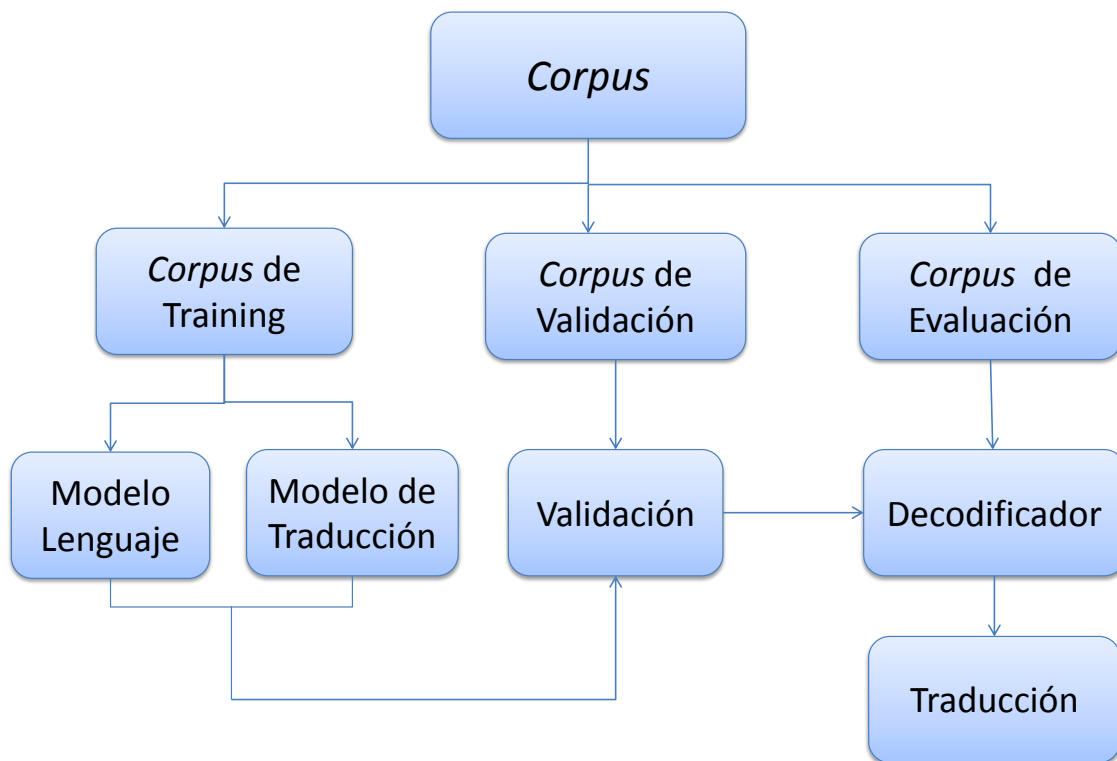 Corpus
Corpus de
Training
Corpus de
Validación
Corpus de
Evaluación
Modelo
Lenguaje
Modelo de
Traducción
Validación
Decodificador
Traducción